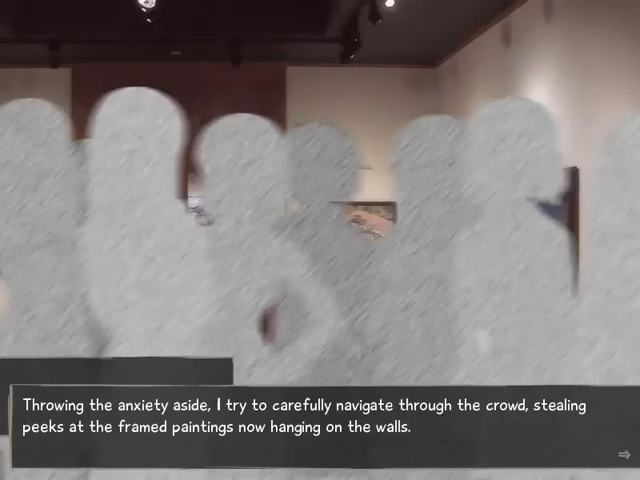 Throwing the anxiety aside, I try to carefully navigate through the crowd, stealing
peeks at the framed paintings now hanging on the walls.